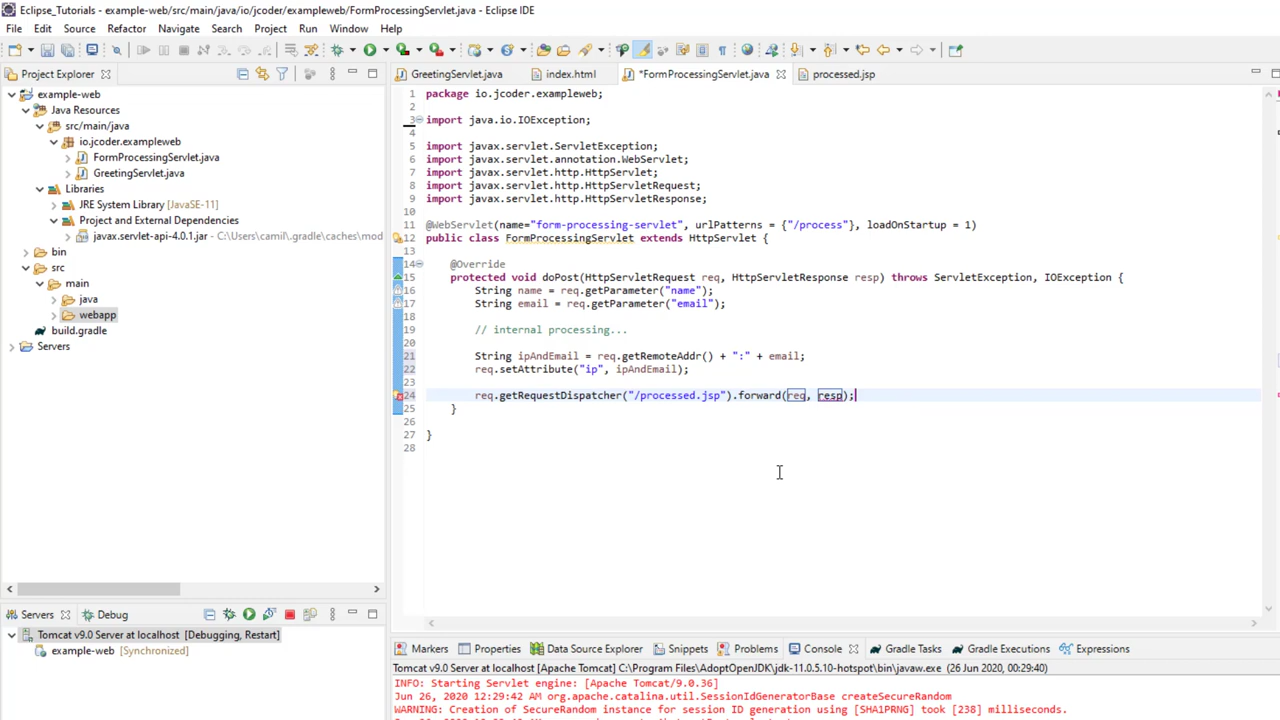 Eclipse_Tutorials - example-web/src/main/java/io/jcoder/exampleweb/FormProcessingServlet.java - Eclipse IDE
File Edit Source Refactor Navigate Search Project Run Window Help
Project Explorer
example-web
Java Resources
src/main/java
io.jcoder.exampleweb
FormProcessingServlet.java
GreetingServlet.java
Libraries
JRE System Library [JavaSE-11]
Project and External Dependencies
javax.servlet-api-4.0.1.jar - C:\Users\camil\.gradle\caches\mod
bin
src
main
java
webapp
build.gradle
Servers
GreetingServlet.java index.html *FormProcessingServlet.java processed.jsp
1 package io.jcoder.exampleweb;
2
3 import java.io.IOException;
4
5 import javax.servlet.ServletException;
6 import javax.servlet.annotation.WebServlet;
7 import javax.servlet.http.HttpServlet;
8 import javax.servlet.http.HttpServletRequest;
9 import javax.servlet.http.HttpServletResponse;
10
11 @WebServlet(name="form-processing-servlet", urlPatterns = {"/process"}, loadOnStartup = 1)
12 public class FormProcessingServlet extends HttpServlet {
13
14 @Override
15 protected void doPost(HttpServletRequest req, HttpServletResponse resp) throws ServletException, IOException {
16 String name = req.getParameter("name");
17 String email = req.getParameter("email");
18
19 // internal processing...
20
21 String ipAndEmail = req.getRemoteAddr() + ":" + email;
22 req.setAttribute("ip", ipAndEmail);
23
24 req.getRequestDispatcher("/processed.jsp").forward(req, resp);
25 }
26
27 }
28
Servers Debug
Tomcat v9.0 Server at localhost [Debugging, Restart]
example-web [Synchronized]
Markers Properties Data Source Explorer Snippets Problems Console Gradle Tasks Gradle Executions Expressions
Tomcat v9.0 Server at localhost [Apache Tomcat] C:\Program Files\AdoptOpenJDK\jdk-11.0.5.10-hotspot\bin\javaw.exe (26 Jun 2020, 00:29:40)
INFO: Starting Servlet engine: [Apache Tomcat/9.0.36]
Jun 26, 2020 12:29:42 AM org.apache.catalina.util.SessionIdGeneratorBase createSecureRandom
WARNING: Creation of SecureRandom instance for session ID generation using [SHA1PRNG] took [238] milliseconds.